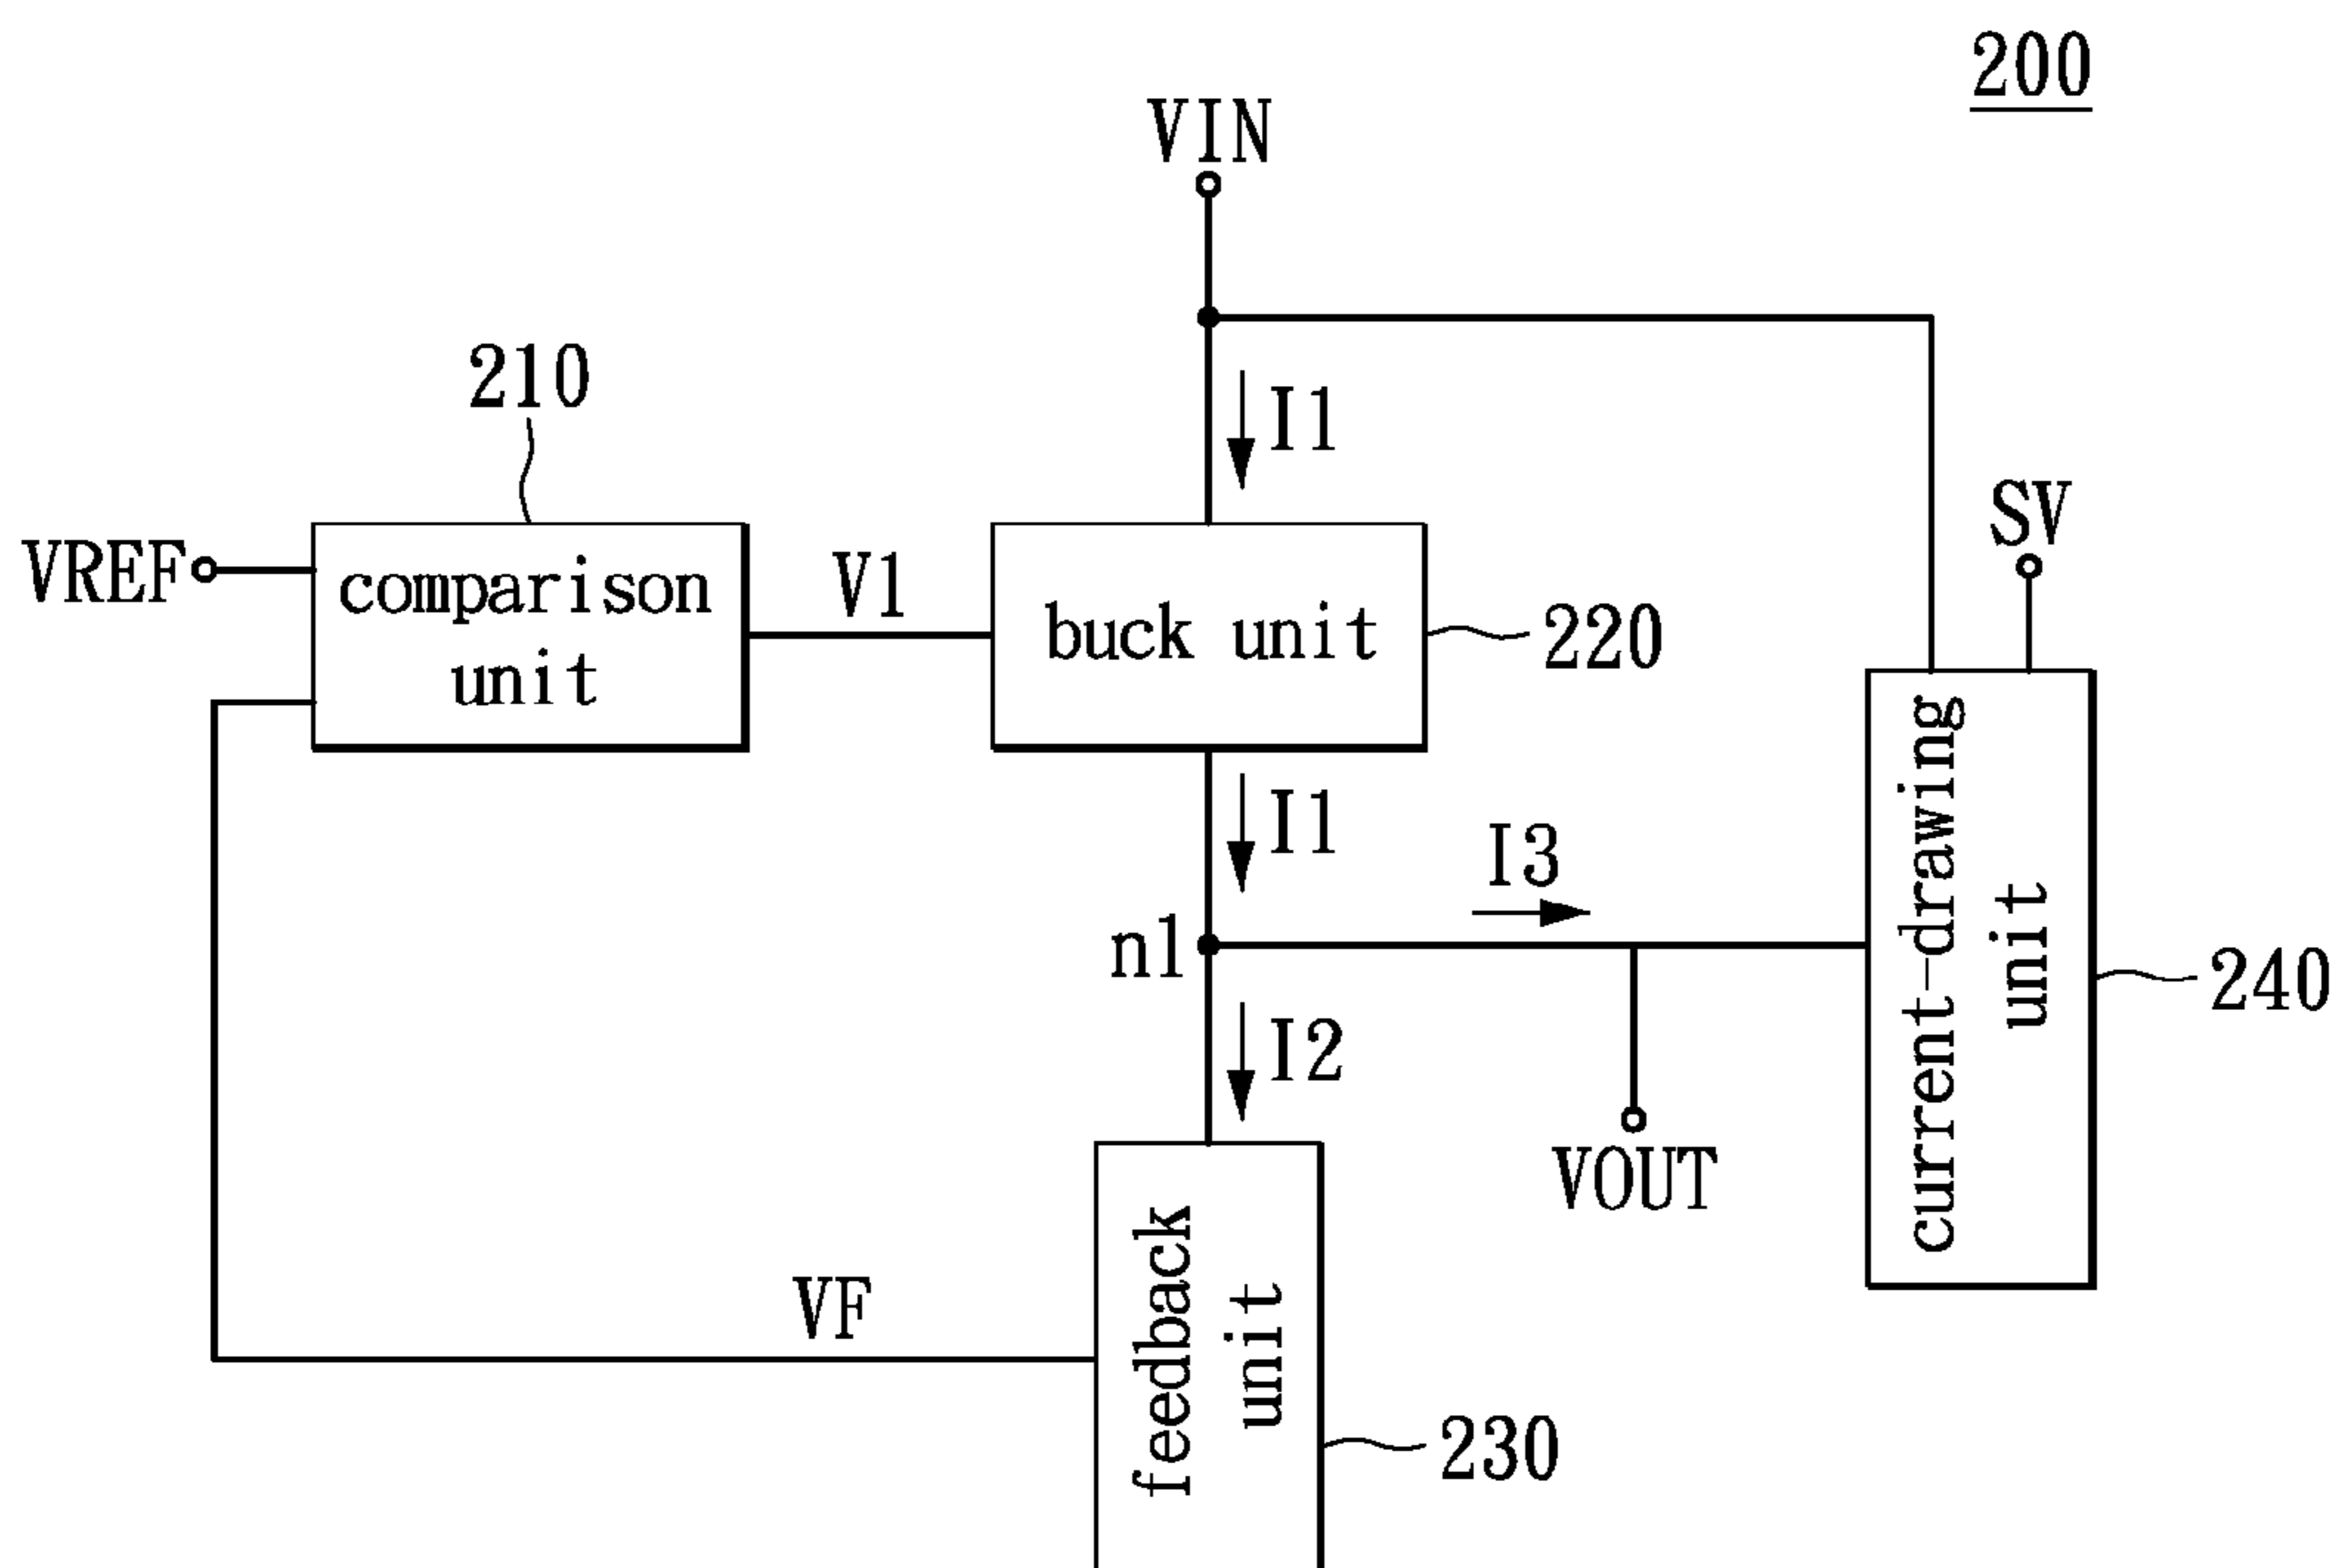 200
VIN
I1
210
SV
VREF
comparison
unit
V1
buck unit
220
I1
I3
n1
current-drawing
unit
240
I2
VOUT
VF
feedback
unit
230